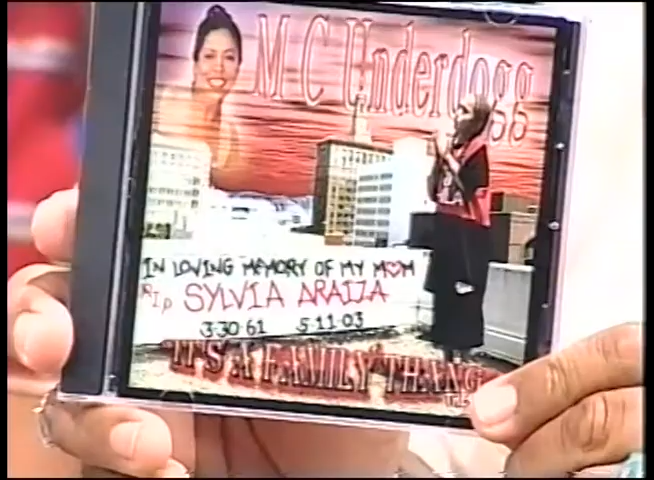 MC Underdogg
IN LOVING MEMORY OF MY MOM
RIP SYLVIA ARAIZA
3·30·61 5·11·03
"IT'S A FAMILY THANG"